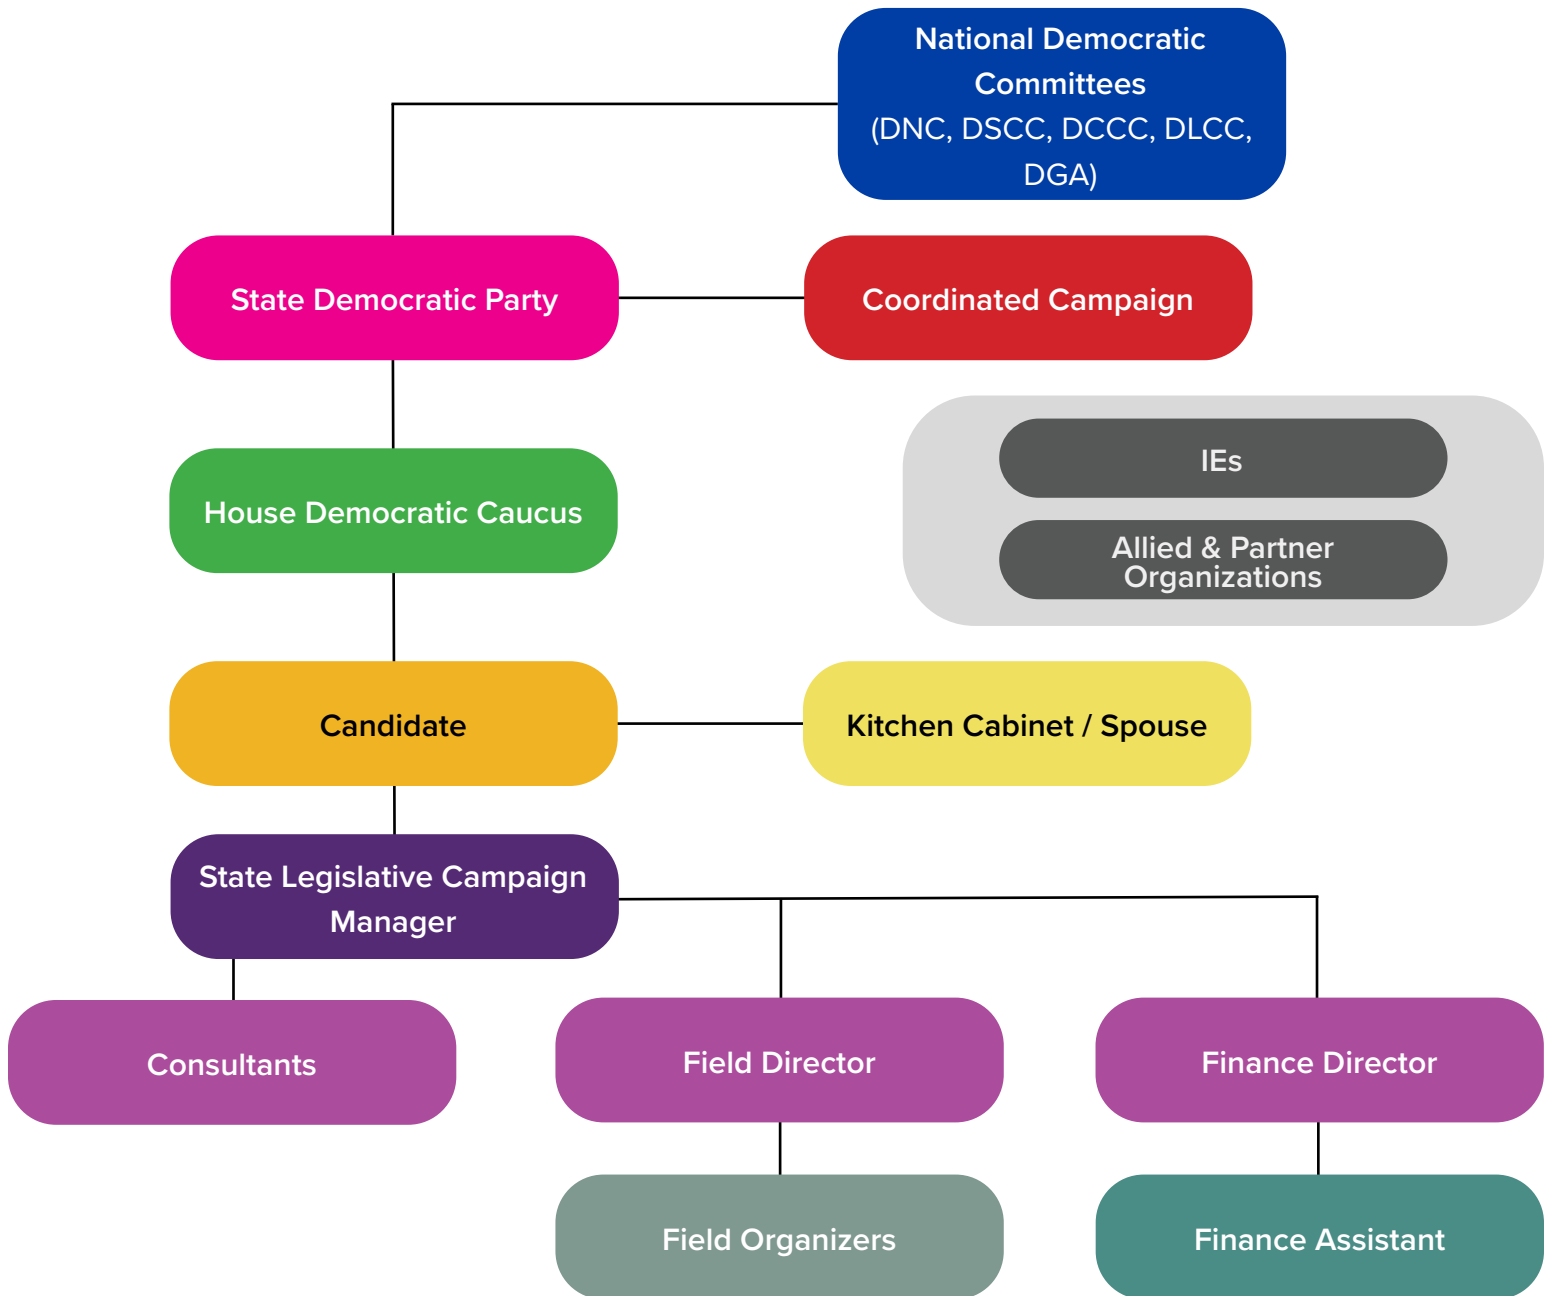 National Democratic
Committees
(DNC, DSCC, DCCC, DLCC,
DGA)
State Democratic Party
Coordinated Campaign
IEs
House Democratic Caucus
Allied & Partner
Organizations
Candidate
Kitchen Cabinet / Spouse
State Legislative Campaign
Manager
Consultants
Field Director
Finance Director
Field Organizers
Finance Assistant